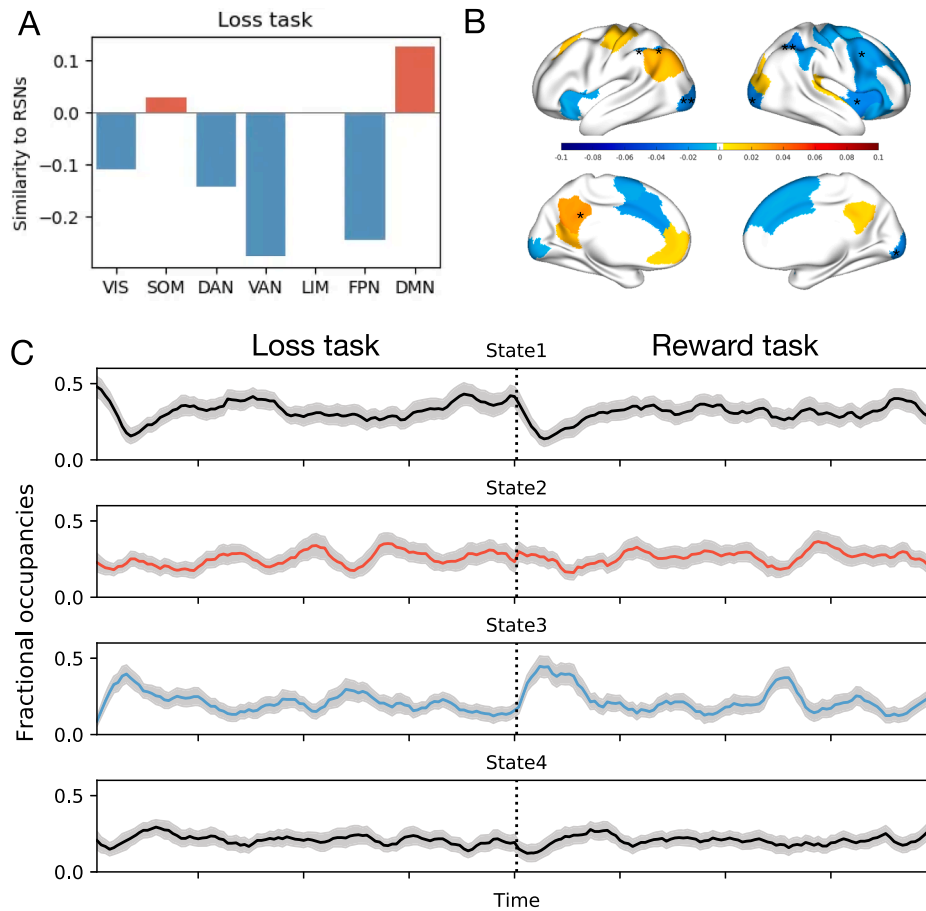 A
Loss task
Similarity to RSNs
0.1
0.0
−0.1
−0.2
VIS SOM DAN VAN LIM FPN DMN
B
* * ** ** * * *
-0.1 -0.08 -0.06 -0.04 -0.02 0 0.02 0.04 0.06 0.08 0.1
* *
C
Loss task
Reward task
State1
0.5
0.0
State2
0.5
0.0
State3
0.5
0.0
State4
0.5
0.0
Fractional occupancies
Time